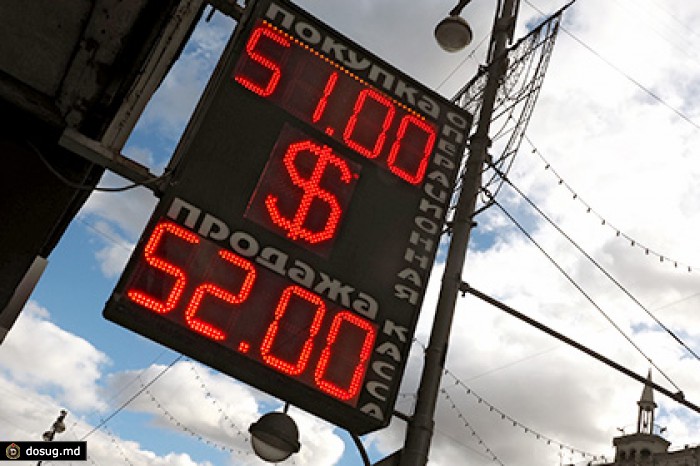 покупка
51.00
$
продажа
52.00
ОПЕРАЦИОННАЯ КАССА
dosug.md